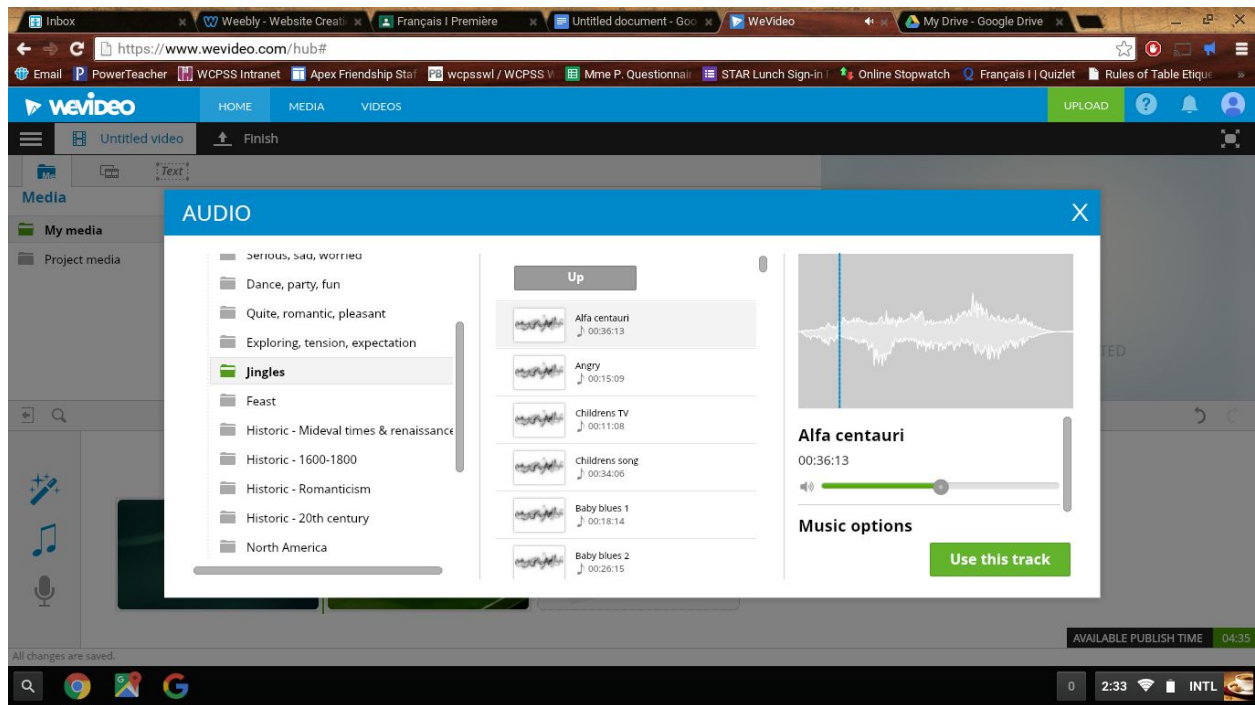 Inbox
Weebly - Website Creati
Français I Première
Untitled document - Goo
WeVideo
My Drive - Google Drive
https://www.wevideo.com/hub#
Email
PowerTeacher
WCPSS Intranet
Apex Friendship Staf
wcpsswl / WCPSS W
Mme P. Questionnai
STAR Lunch Sign-in
Online Stopwatch
Français I | Quizlet
Rules of Table Etique
WEVIDEO
HOME
MEDIA
VIDEOS
UPLOAD
Untitled video
Finish
Me
Text
Media
My media
Project media
AUDIO
X
Serious, sad, worried
Dance, party, fun
Quite, romantic, pleasant
Exploring, tension, expectation
Jingles
Feast
Historic - Mideval times & renaissance
Historic - 1600-1800
Historic - Romanticism
Historic - 20th century
North America
Up
Alfa centauri
00:36:13
Angry
00:15:09
Childrens TV
00:11:08
Childrens song
00:34:06
Baby blues 1
00:18:14
Baby blues 2
00:26:15
Alfa centauri
00:36:13
Music options
Use this track
TED
AVAILABLE PUBLISH TIME 04:35
All changes are saved.
0
2:33
INTL